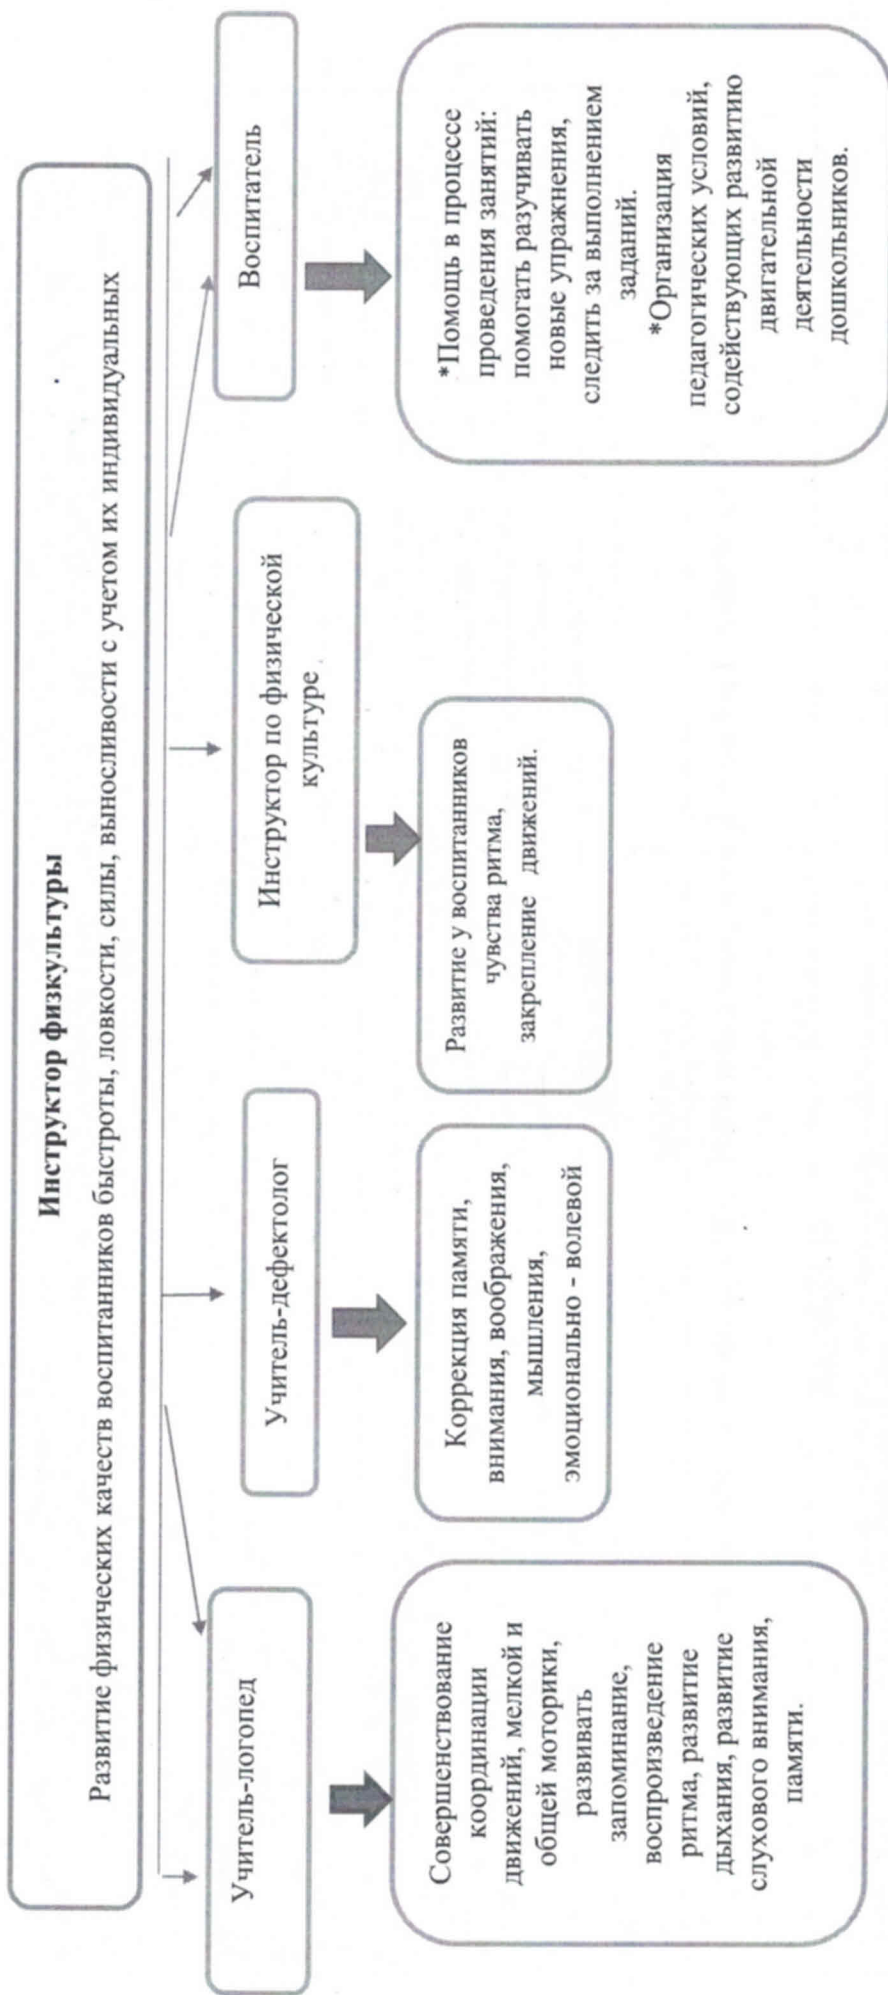 Инструктор физкультуры
Развитие физических качеств воспитанников быстроты, ловкости, силы, выносливости с учетом их индивидуальных
Учитель-логопед
Учитель-дефектолог
Инструктор по физической
культуре
Воспитатель
Совершенствование
координации
движений, мелкой и
общей моторики,
развивать
запоминание,
воспроизведение
ритма, развитие
дыхания, развитие
слухового внимания,
памяти.
Коррекция памяти,
внимания, воображения,
мышления,
эмоционально - волевой
Развитие у воспитанников
чувства ритма,
закрепление движений.
*Помощь в процессе
проведения занятий:
помогать разучивать
новые упражнения,
следить за выполнением
заданий.
*Организация
педагогических условий,
содействующих развитию
двигательной
деятельности
дошкольников.